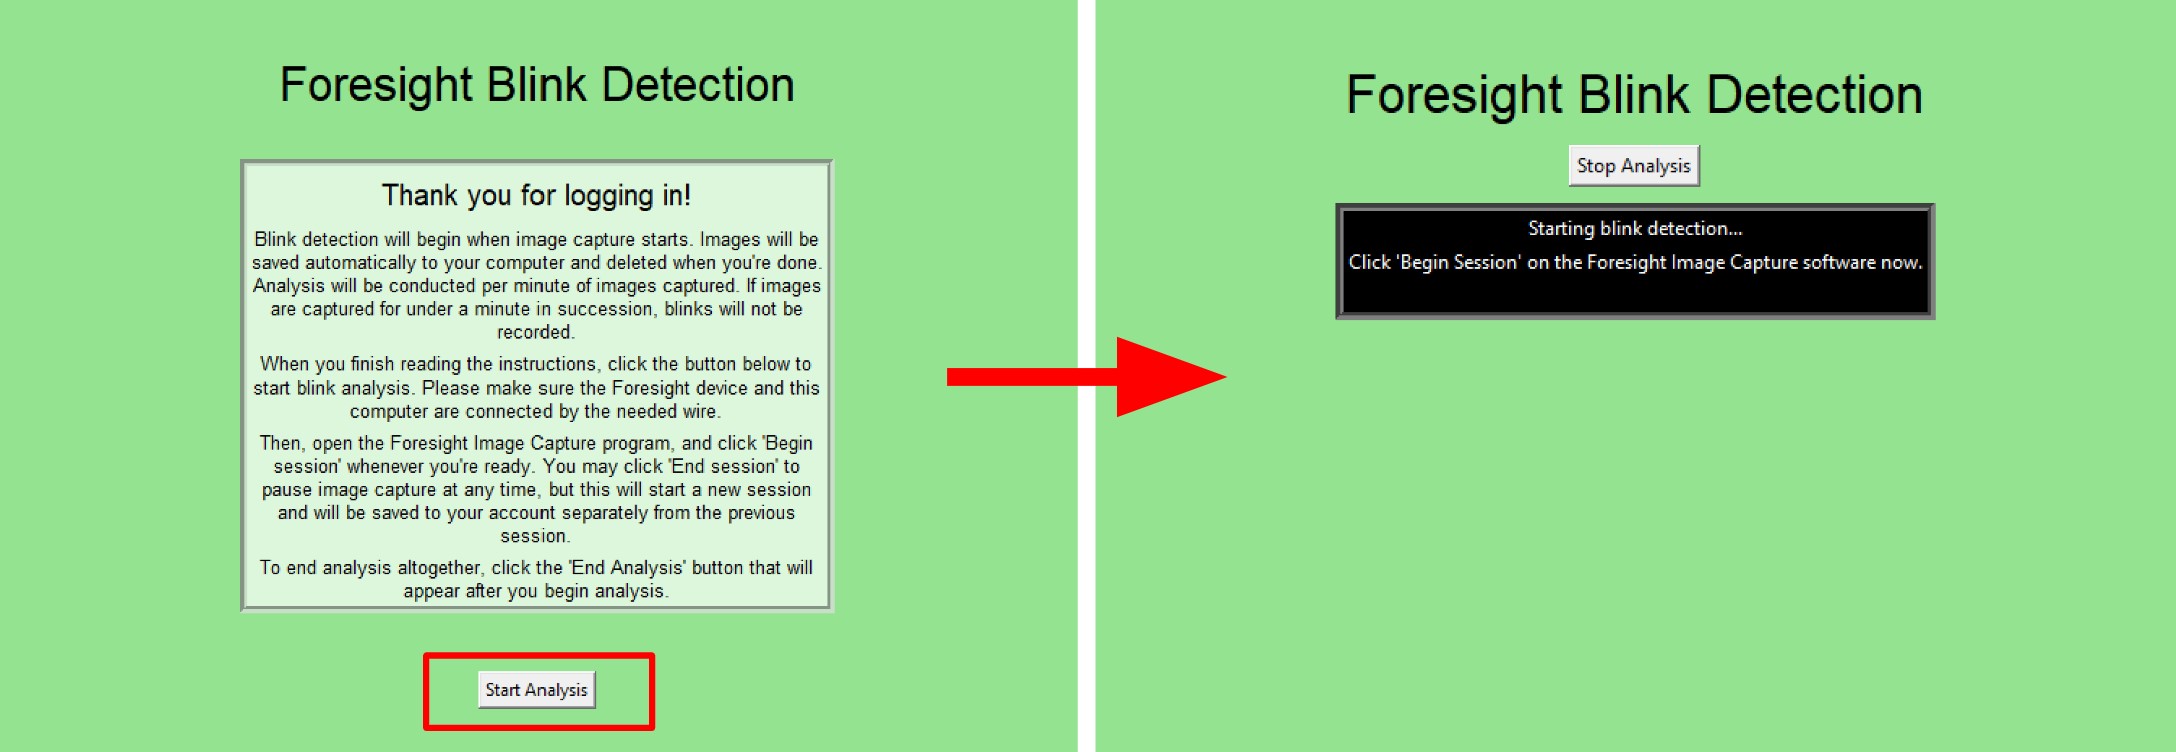 Foresight Blink Detection
Thank you for logging in!
Blink detection will begin when image capture starts. Images will be
saved automatically to your computer and deleted when you're done.
Analysis will be conducted per minute of images captured. If images
are captured for under a minute in succession, blinks will not be
recorded.
When you finish reading the instructions, click the button below to
start blink analysis. Please make sure the Foresight device and this
computer are connected by the needed wire.
Then, open the Foresight Image Capture program, and click 'Begin
session' whenever you're ready. You may click 'End session' to
pause image capture at any time, but this will start a new session
and will be saved to your account separately from the previous
session.
To end analysis altogether, click the 'End Analysis' button that will
appear after you begin analysis.
Start Analysis
Foresight Blink Detection
Stop Analysis
Starting blink detection...
Click 'Begin Session' on the Foresight Image Capture software now.